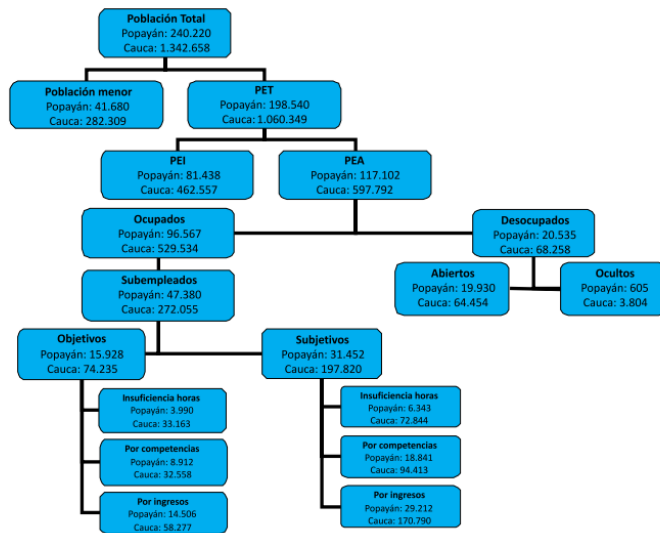 Población Total
Popayán: 240.220
Cauca: 1.342.658
Población menor
Popayán: 41.680
Cauca: 282.309
PET
Popayán: 198.540
Cauca: 1.060.349
PEI
Popayán: 81.438
Cauca: 462.557
PEA
Popayán: 117.102
Cauca: 597.792
Ocupados
Popayán: 96.567
Cauca: 529.534
Desocupados
Popayán: 20.535
Cauca: 68.258
Subempleados
Popayán: 47.380
Cauca: 272.055
Abiertos
Popayán: 19.930
Cauca: 64.454
Ocultos
Popayán: 605
Cauca: 3.804
Objetivos
Popayán: 15.928
Cauca: 74.235
Subjetivos
Popayán: 31.452
Cauca: 197.820
Insuficiencia horas
Popayán: 3.990
Cauca: 33.163
Por competencias
Popayán: 8.912
Cauca: 32.558
Por ingresos
Popayán: 14.506
Cauca: 58.277
Insuficiencia horas
Popayán: 6.343
Cauca: 72.844
Por competencias
Popayán: 18.841
Cauca: 94.413
Por ingresos
Popayán: 29.212
Cauca: 170.790